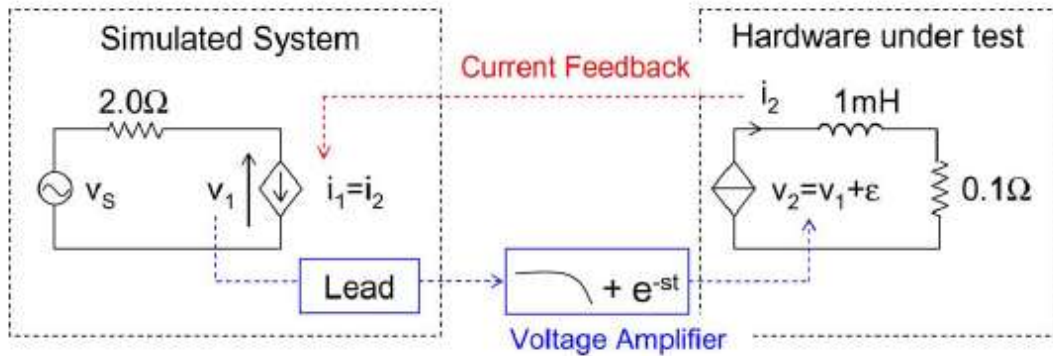 Simulated System
Hardware under test
Current Feedback
2.0Ω
i₂
1mH
vₛ
v₁
i₁=i₂
v₂=v₁+ε
0.1Ω
Lead
+ e⁻ˢᵗ
Voltage Amplifier